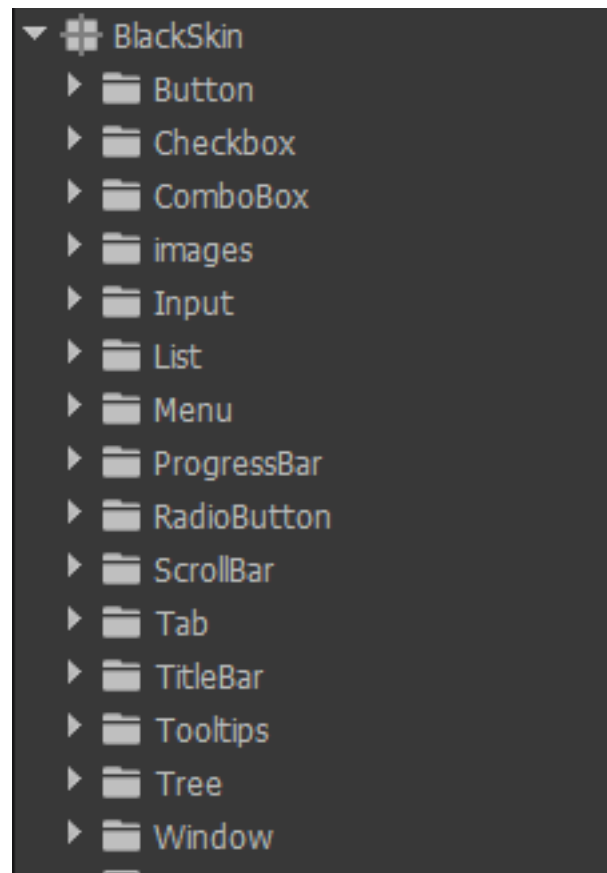 BlackSkin
Button
Checkbox
ComboBox
images
Input
List
Menu
ProgressBar
RadioButton
ScrollBar
Tab
TitleBar
Tooltips
Tree
Window